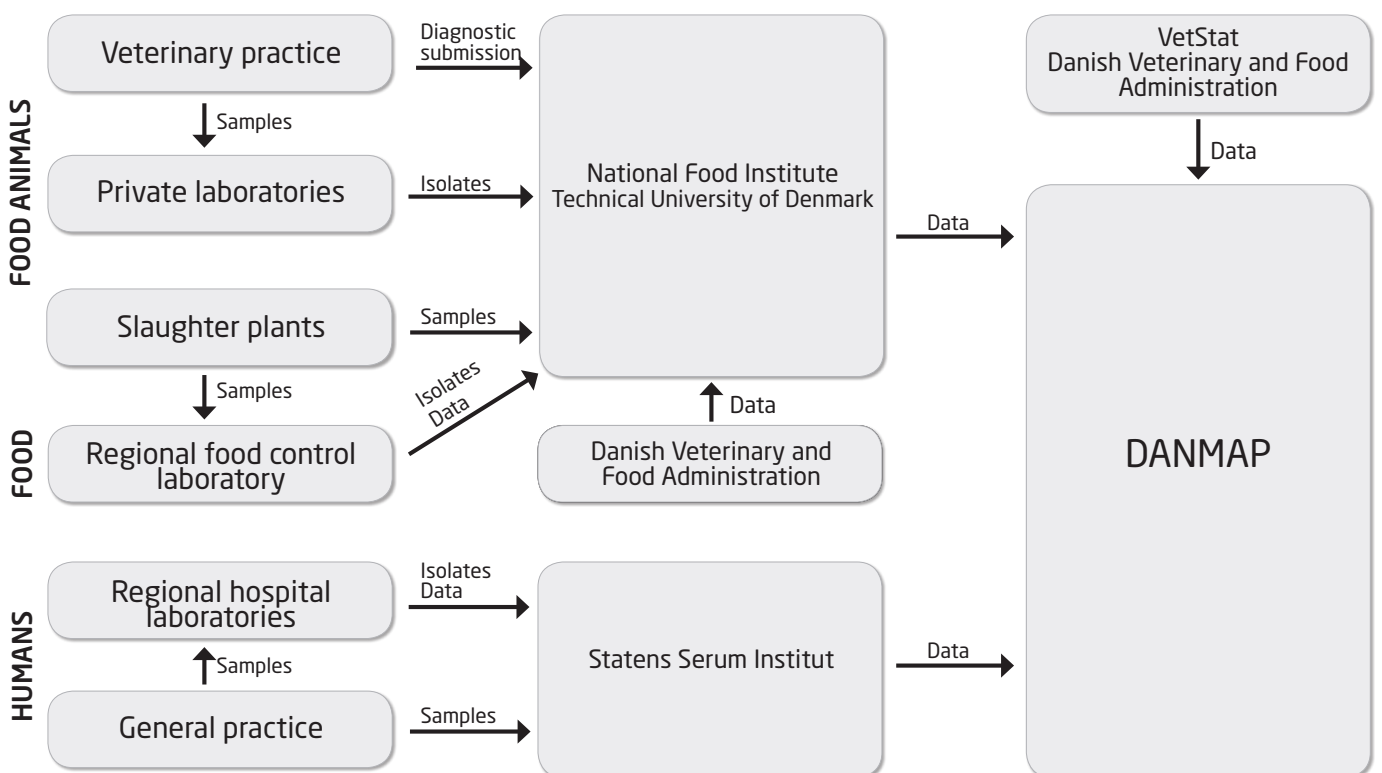 FOOD ANIMALS
Veterinary practice
Diagnostic
submission
Samples
Private laboratories
Isolates
National Food Institute
Technical University of Denmark
Slaughter plants
Samples
Samples
FOOD
Regional food control
laboratory
Isolates
Data
Data
Danish Veterinary and
Food Administration
HUMANS
Regional hospital
laboratories
Isolates
Data
Samples
General practice
Samples
Statens Serum Institut
Data
Data
VetStat
Danish Veterinary and Food
Administration
Data
DANMAP